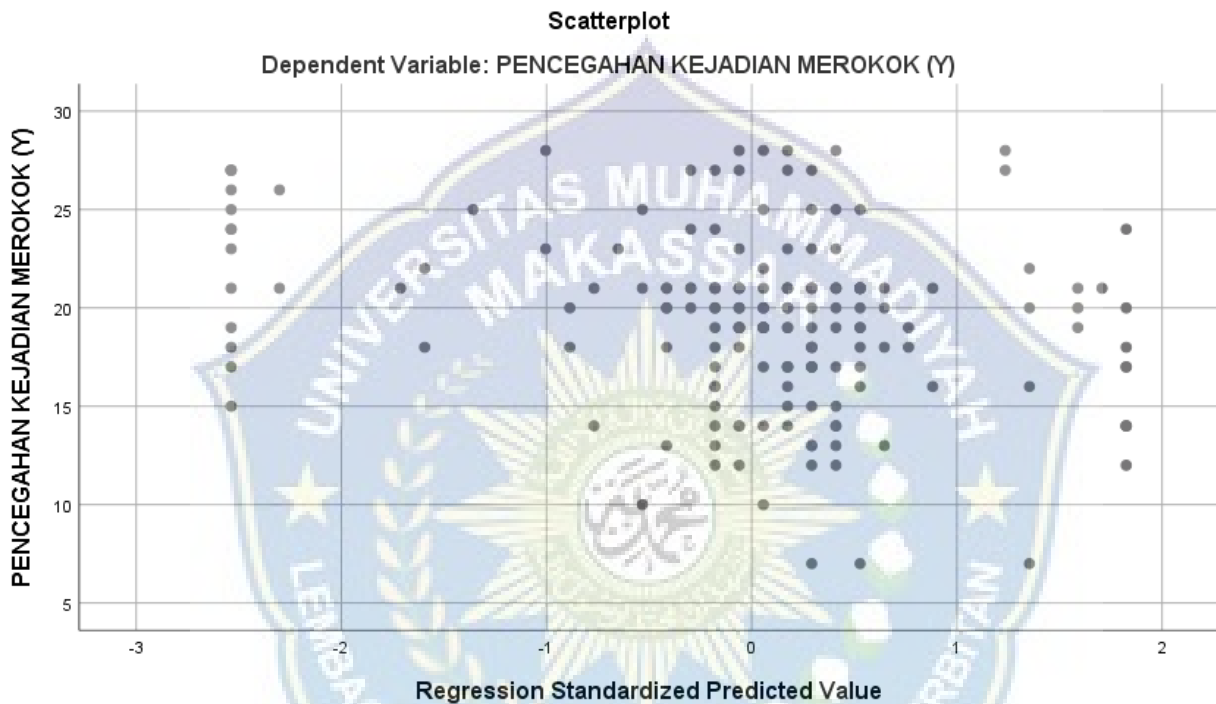 Scatterplot
Dependent Variable: PENCEGAHAN KEJADIAN MEROKOK (Y)
PENCEGAHAN KEJADIAN MEROKOK (Y)
30
25
20
15
10
5
-3 -2 -1 0 1 2
Regression Standardized Predicted Value
UNIVERSITAS MUHAMMADIYAH
MAKASSAR